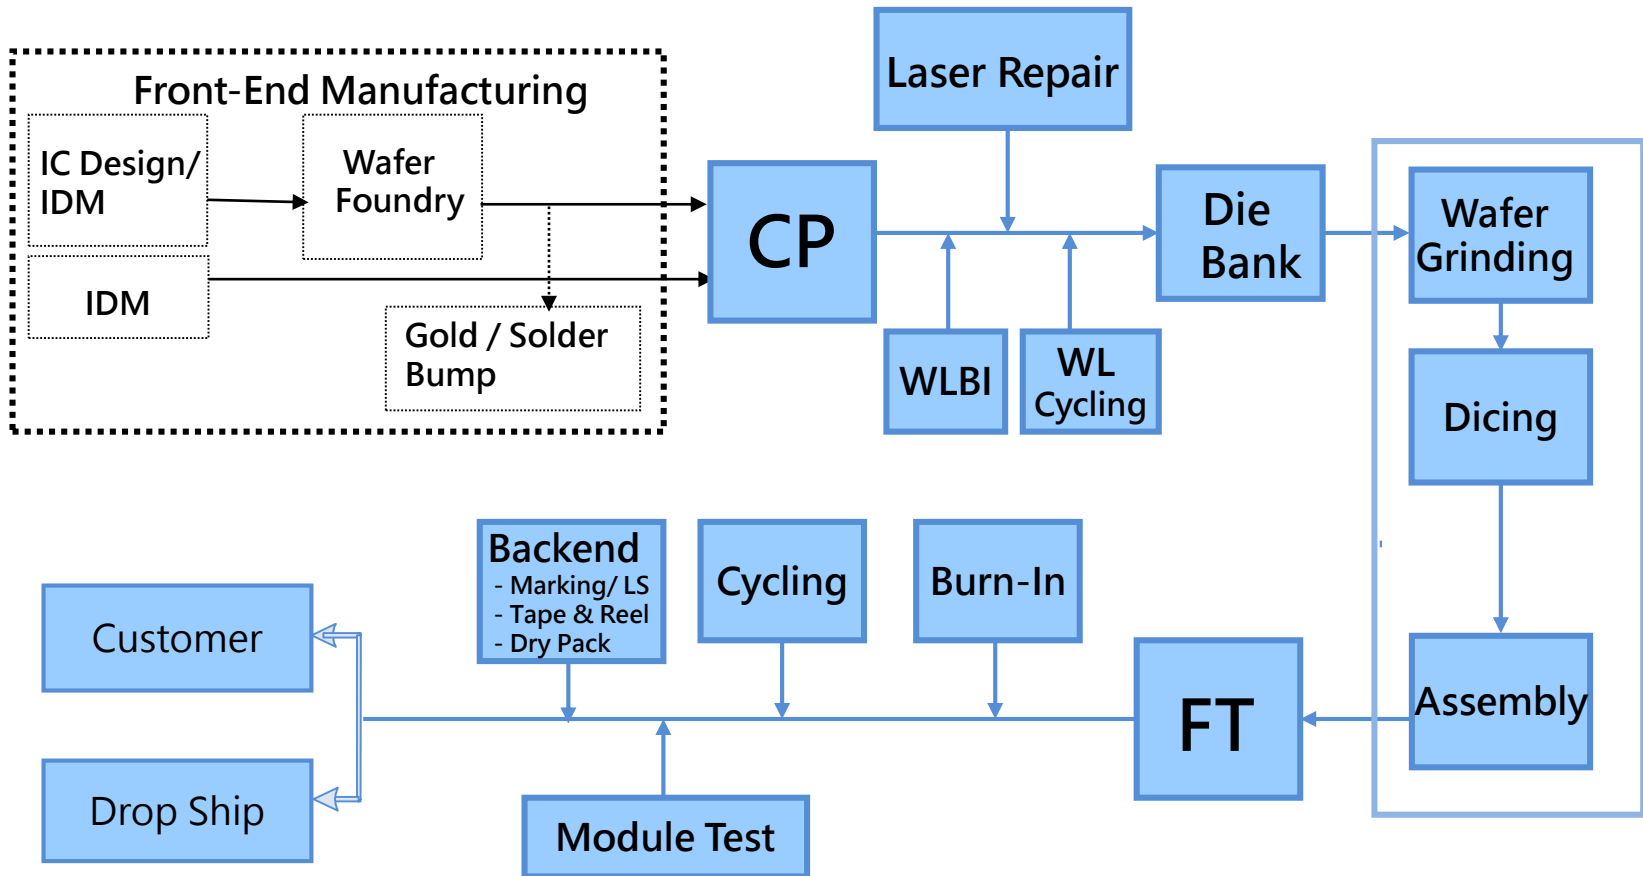 Front-End Manufacturing
IC Design/
IDM
Wafer
Foundry
IDM
Gold / Solder
Bump
CP
Laser Repair
WLBI
WL
Cycling
Die
Bank
Wafer
Grinding
Dicing
Assembly
FT
Burn-In
Cycling
Backend
- Marking/ LS
- Tape & Reel
- Dry Pack
Module Test
Customer
Drop Ship